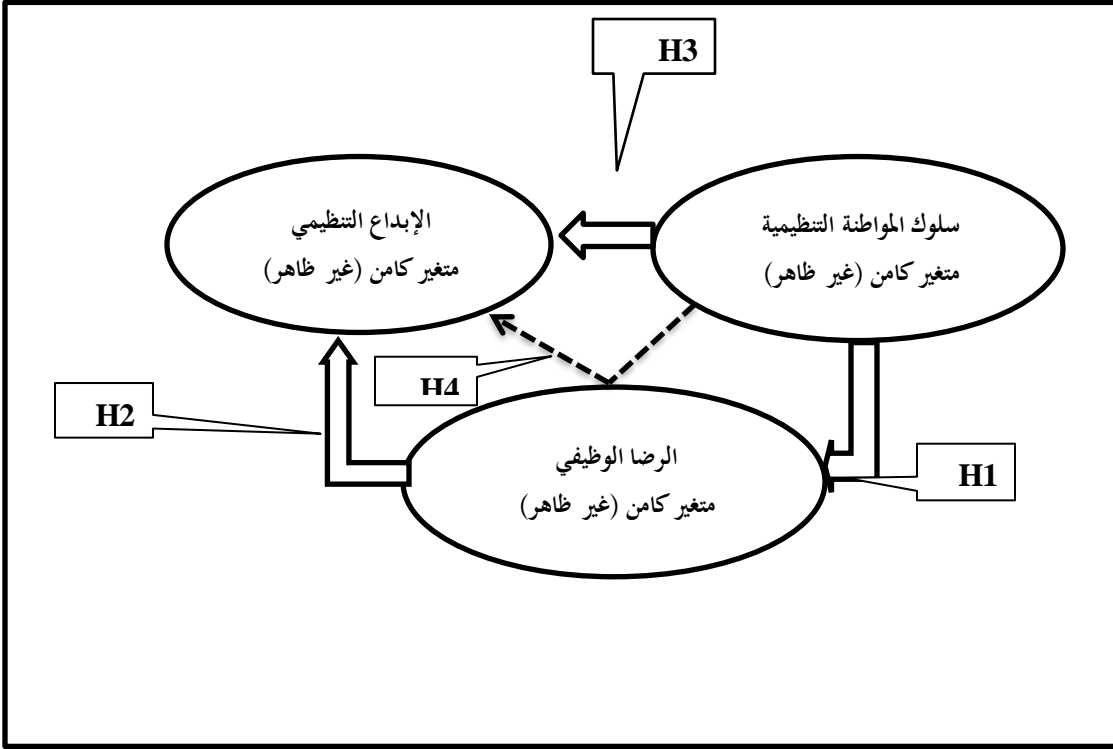 H3
سلوك المواطنة التنظيمية
متغير كامن (غير ظاهر)
الإبداع التنظيمي
متغير كامن (غير ظاهر)
H4
H2
الرضا الوظيفي
متغير كامن (غير ظاهر)
H1